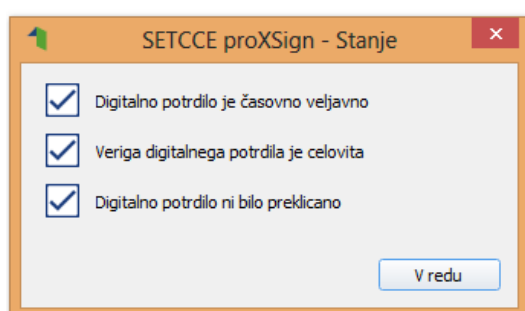 SETCCE proXSign - Stanje
Digitalno potrdilo je časovno veljavno
Veriga digitalnega potrdila je celovita
Digitalno potrdilo ni bilo preklicano
V redu